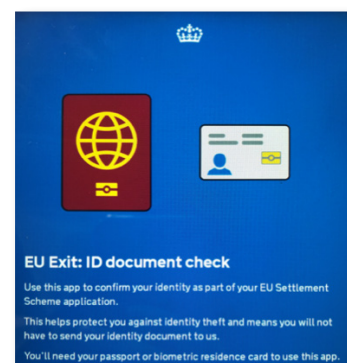 EU Exit: ID document check
Use this app to confirm your identity as part of your EU Settlement
Scheme application.
This helps protect you against identity theft and means you will not
have to send your identity document to us.
You'll need your passport or biometric residence card to use this app.